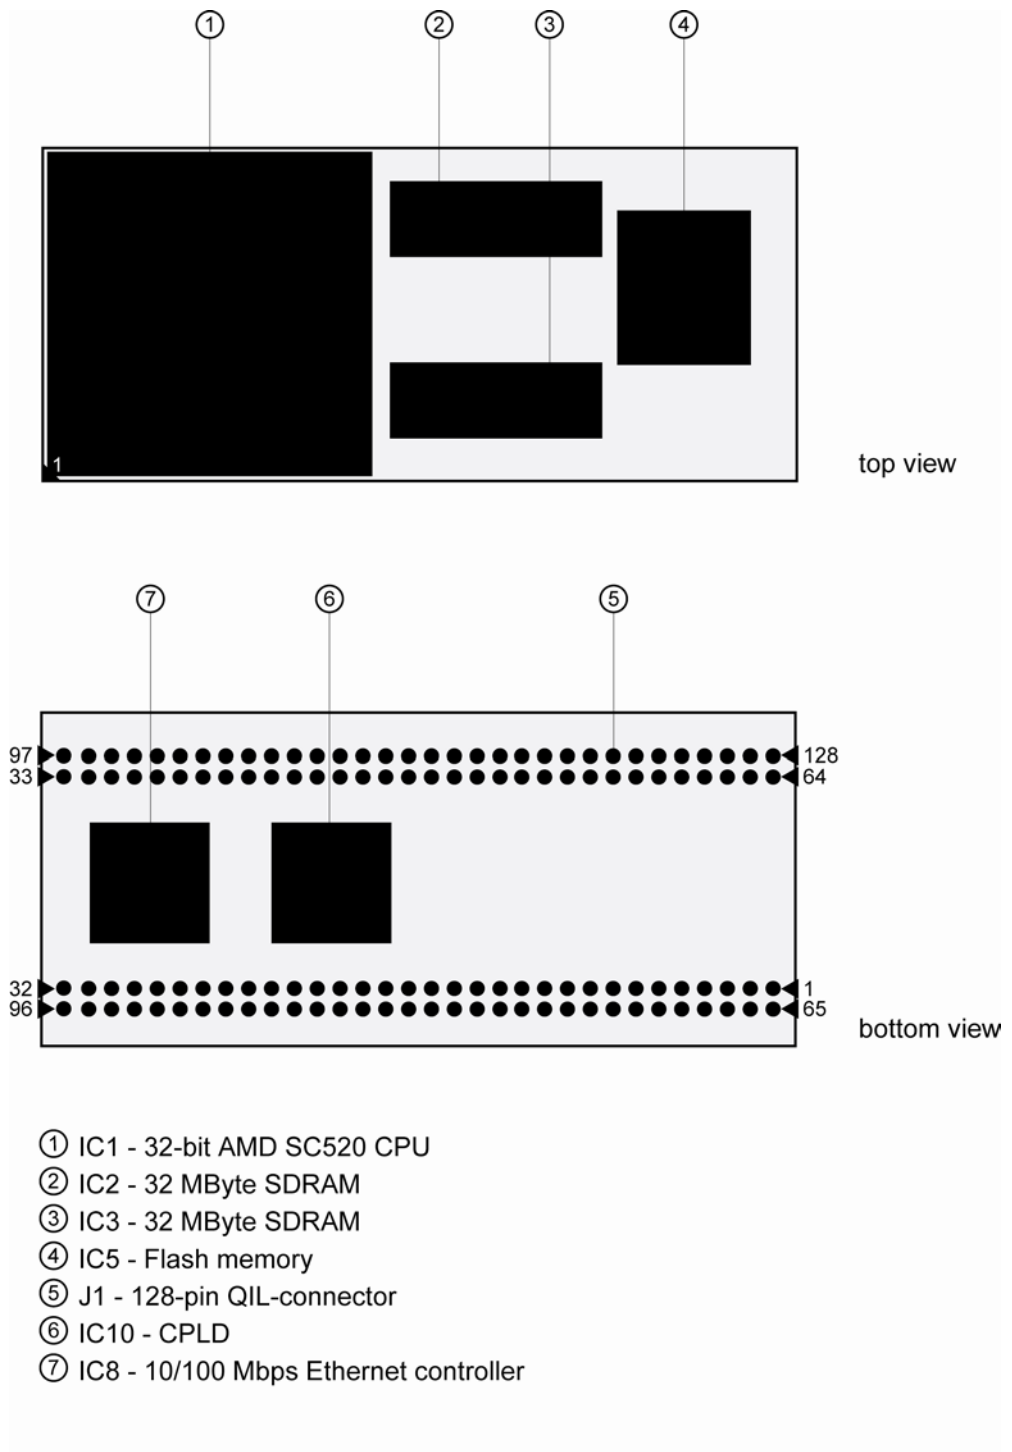 ① ② ③ ④
1
top view
⑦ ⑥ ⑤
97 128
33 64
32 1
96 65
bottom view
① IC1 - 32-bit AMD SC520 CPU
② IC2 - 32 MByte SDRAM
③ IC3 - 32 MByte SDRAM
④ IC5 - Flash memory
⑤ J1 - 128-pin QIL-connector
⑥ IC10 - CPLD
⑦ IC8 - 10/100 Mbps Ethernet controller